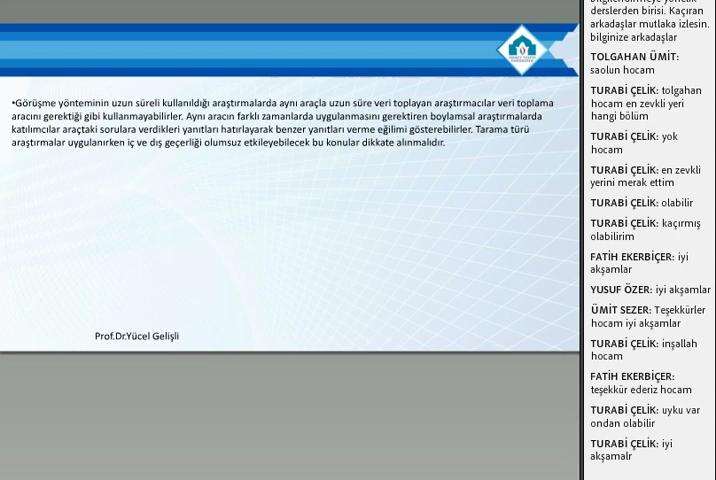 •Görüşme yönteminin uzun süreli kullanıldığı araştırmalarda aynı araçla uzun süre veri toplayan araştırmacılar veri toplama
aracını gerektiği gibi kullanmayabilirler. Aynı aracın farklı zamanlarda uygulanmasını gerektiren boylamsal araştırmalarda
katılımcılar araçtaki sorulara verdikleri yanıtları hatırlayarak benzer yanıtları verme eğilimi gösterebilirler. Tarama türü
araştırmalar uygulanırken iç ve dış geçerliği olumsuz etkileyebilecek bu konular dikkate alınmalıdır.
Prof.Dr.Yücel Gelişli
derslerden birisi. Kaçıran
arkadaşlar mutlaka izlesin.
bilginize arkadaşlar
TOLGAHAN ÜMİT:
saolun hocam
TURABİ ÇELİK: tolgahan
hocam en zevkli yeri
hangi bölüm
TURABİ ÇELİK: yok
hocam
TURABİ ÇELİK: en zevkli
yerini merak ettim
TURABİ ÇELİK: olabilir
TURABİ ÇELİK: kaçırmış
olabilirim
FATİH EKERBİÇER: iyi
akşamlar
YUSUF ÖZER: iyi akşamlar
ÜMİT SEZER: Teşekkürler
hocam iyi akşamlar
TURABİ ÇELİK: inşallah
hocam
FATİH EKERBİÇER:
teşekkür ederiz hocam
TURABİ ÇELİK: uyku var
ondan olabilir
TURABİ ÇELİK: iyi
akşamalr